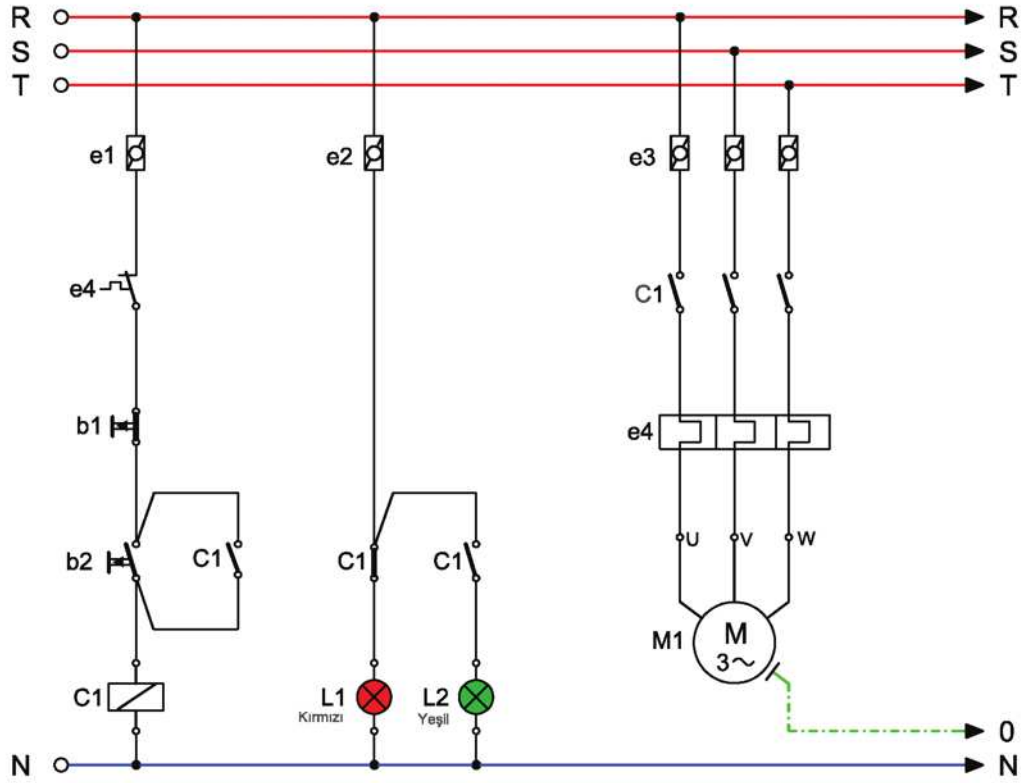 R R
S S
T T
e1 e2 e3
e4 C1
b1 e4
U V W
b2 C1 C1 C1
M1 M 3~
C1 L1 Kırmızı L2 Yeşil
0
N N